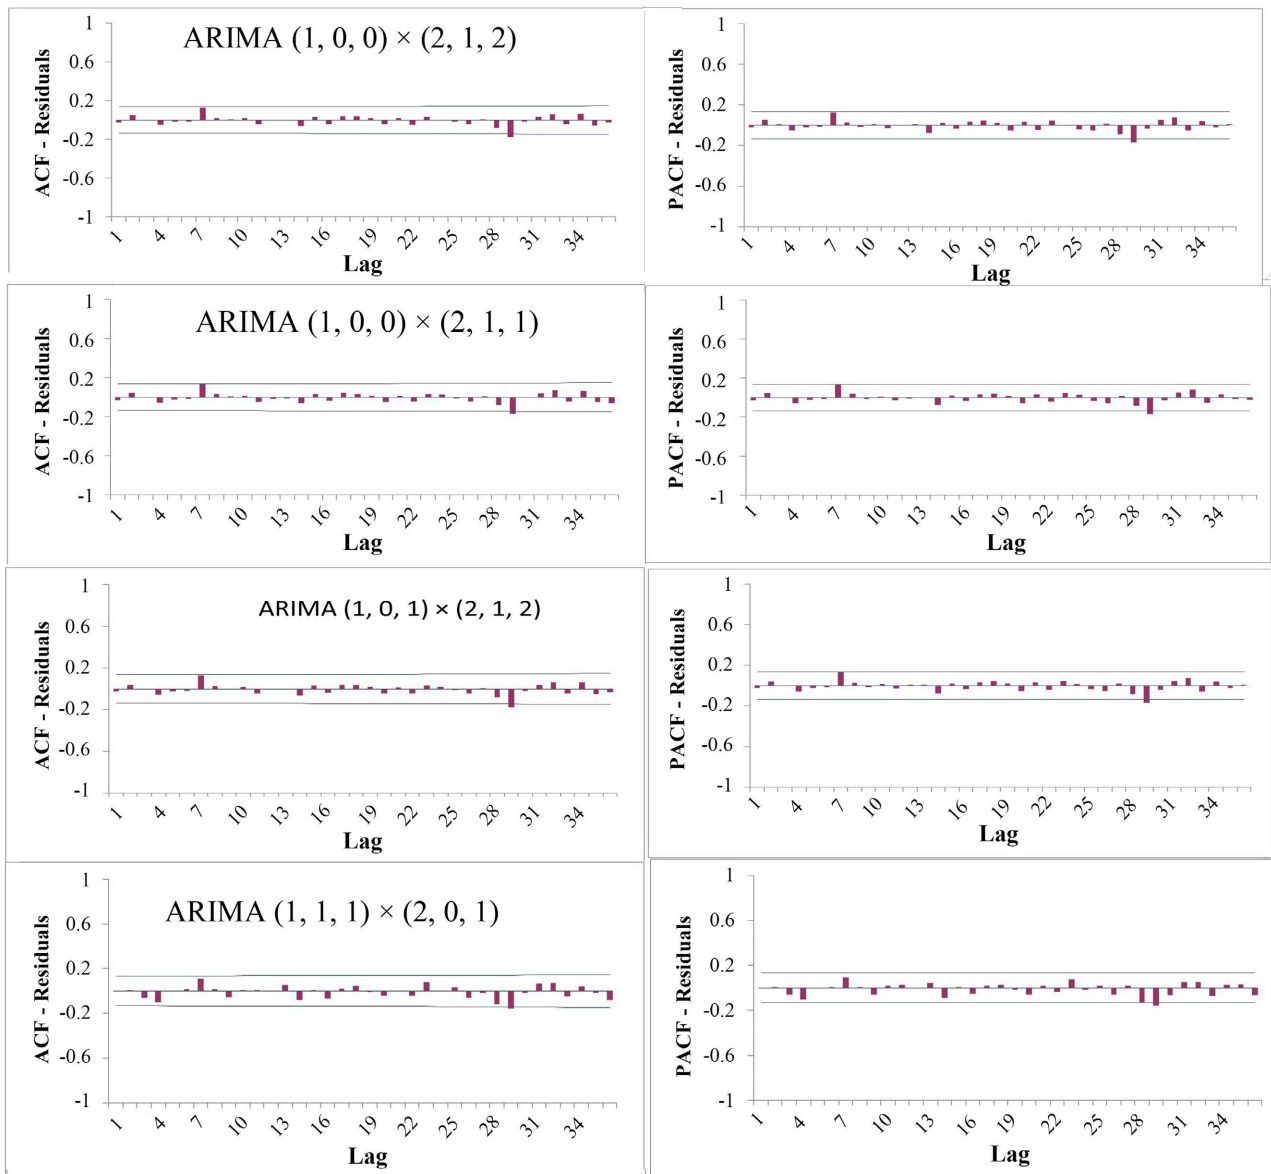 ARIMA (1, 0, 0) × (2, 1, 2)
ACF - Residuals
1
0.6
0.2
-0.2
-0.6
-1
1 4 7 10 13 16 19 22 25 28 31 34
Lag
PACF - Residuals
1
0.6
0.2
-0.2
-0.6
-1
1 4 7 10 13 16 19 22 25 28 31 34
Lag
ARIMA (1, 0, 0) × (2, 1, 1)
ACF - Residuals
1
0.6
0.2
-0.2
-0.6
-1
1 4 7 10 13 16 19 22 25 28 31 34
Lag
PACF - Residuals
1
0.6
0.2
-0.2
-0.6
-1
1 4 7 10 13 16 19 22 25 28 31 34
Lag
ARIMA (1, 0, 1) × (2, 1, 2)
ACF - Residuals
1
0.6
0.2
-0.2
-0.6
-1
1 4 7 10 13 16 19 22 25 28 31 34
Lag
PACF - Residuals
1
0.6
0.2
-0.2
-0.6
-1
1 4 7 10 13 16 19 22 25 28 31 34
Lag
ARIMA (1, 1, 1) × (2, 0, 1)
ACF - Residuals
1
0.6
0.2
-0.2
-0.6
-1
1 4 7 10 13 16 19 22 25 28 31 34
Lag
PACF - Residuals
1
0.6
0.2
-0.2
-0.6
-1
1 4 7 10 13 16 19 22 25 28 31 34
Lag